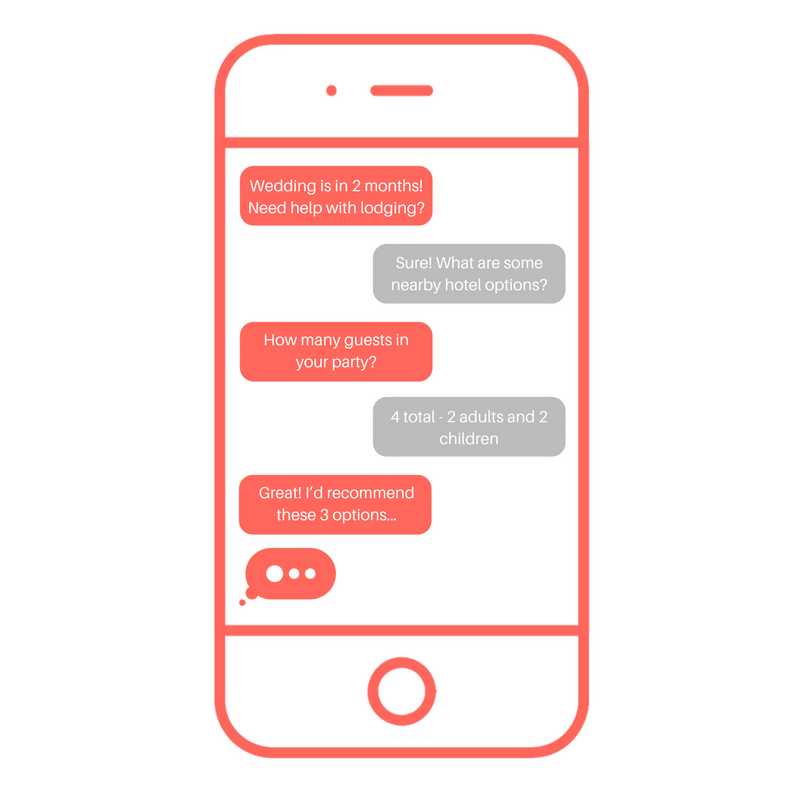 Wedding is in 2 months!
Need help with lodging?
Sure! What are some
nearby hotel options?
How many guests in
your party?
4 total - 2 adults and 2
children
Great! I’d recommend
these 3 options...